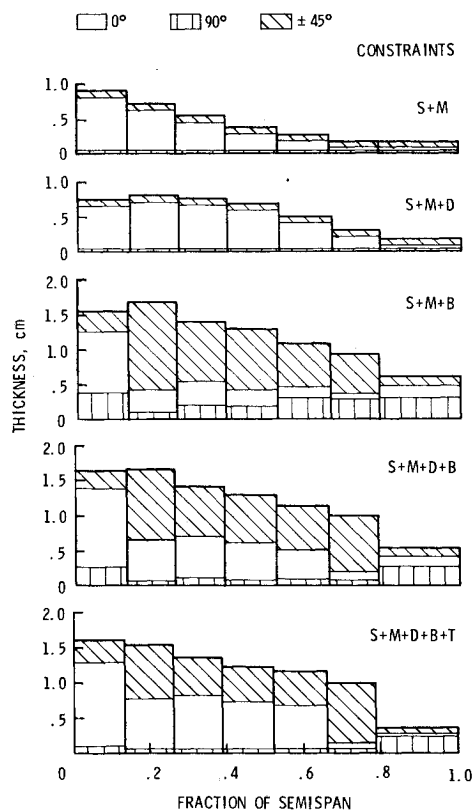 0° 90° ± 45°
CONSTRAINTS
1.0
.5
0
S+M
1.0
.5
0
S+M+D
2.0
1.5
1.0
.5
0
S+M+B
THICKNESS, cm
2.0
1.5
1.0
.5
0
S+M+D+B
2.0
1.5
1.0
.5
S+M+D+B+T
0 .2 .4 .6 .8 1.0
FRACTION OF SEMISPAN